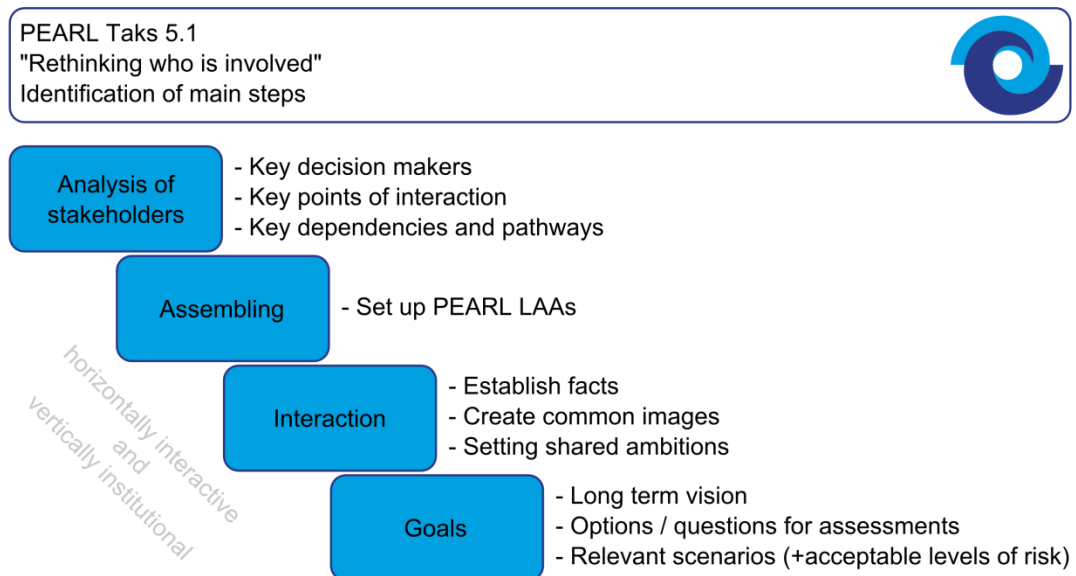 PEARL Taks 5.1
"Rethinking who is involved"
Identification of main steps
Analysis of
stakeholders
- Key decision makers
- Key points of interaction
- Key dependencies and pathways
Assembling
- Set up PEARL LAAs
Interaction
- Establish facts
- Create common images
- Setting shared ambitions
horizontally interactive
and
vertically institutional
Goals
- Long term vision
- Options / questions for assessments
- Relevant scenarios (+acceptable levels of risk)